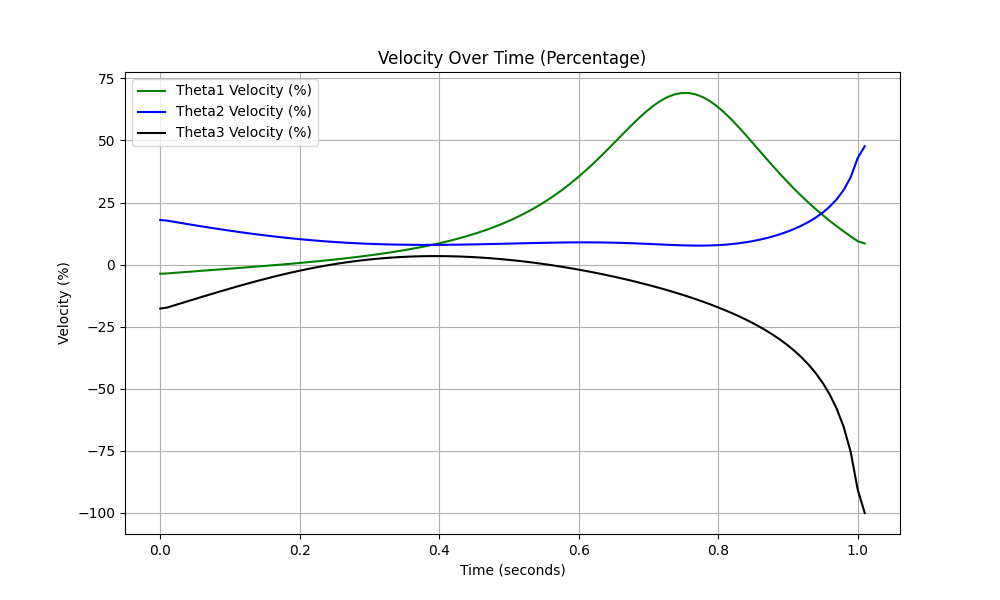 Velocity Over Time (Percentage)
Theta1 Velocity (%)
Theta2 Velocity (%)
Theta3 Velocity (%)
Velocity (%)
75
50
25
0
−25
−50
−75
−100
0.0 0.2 0.4 0.6 0.8 1.0
Time (seconds)